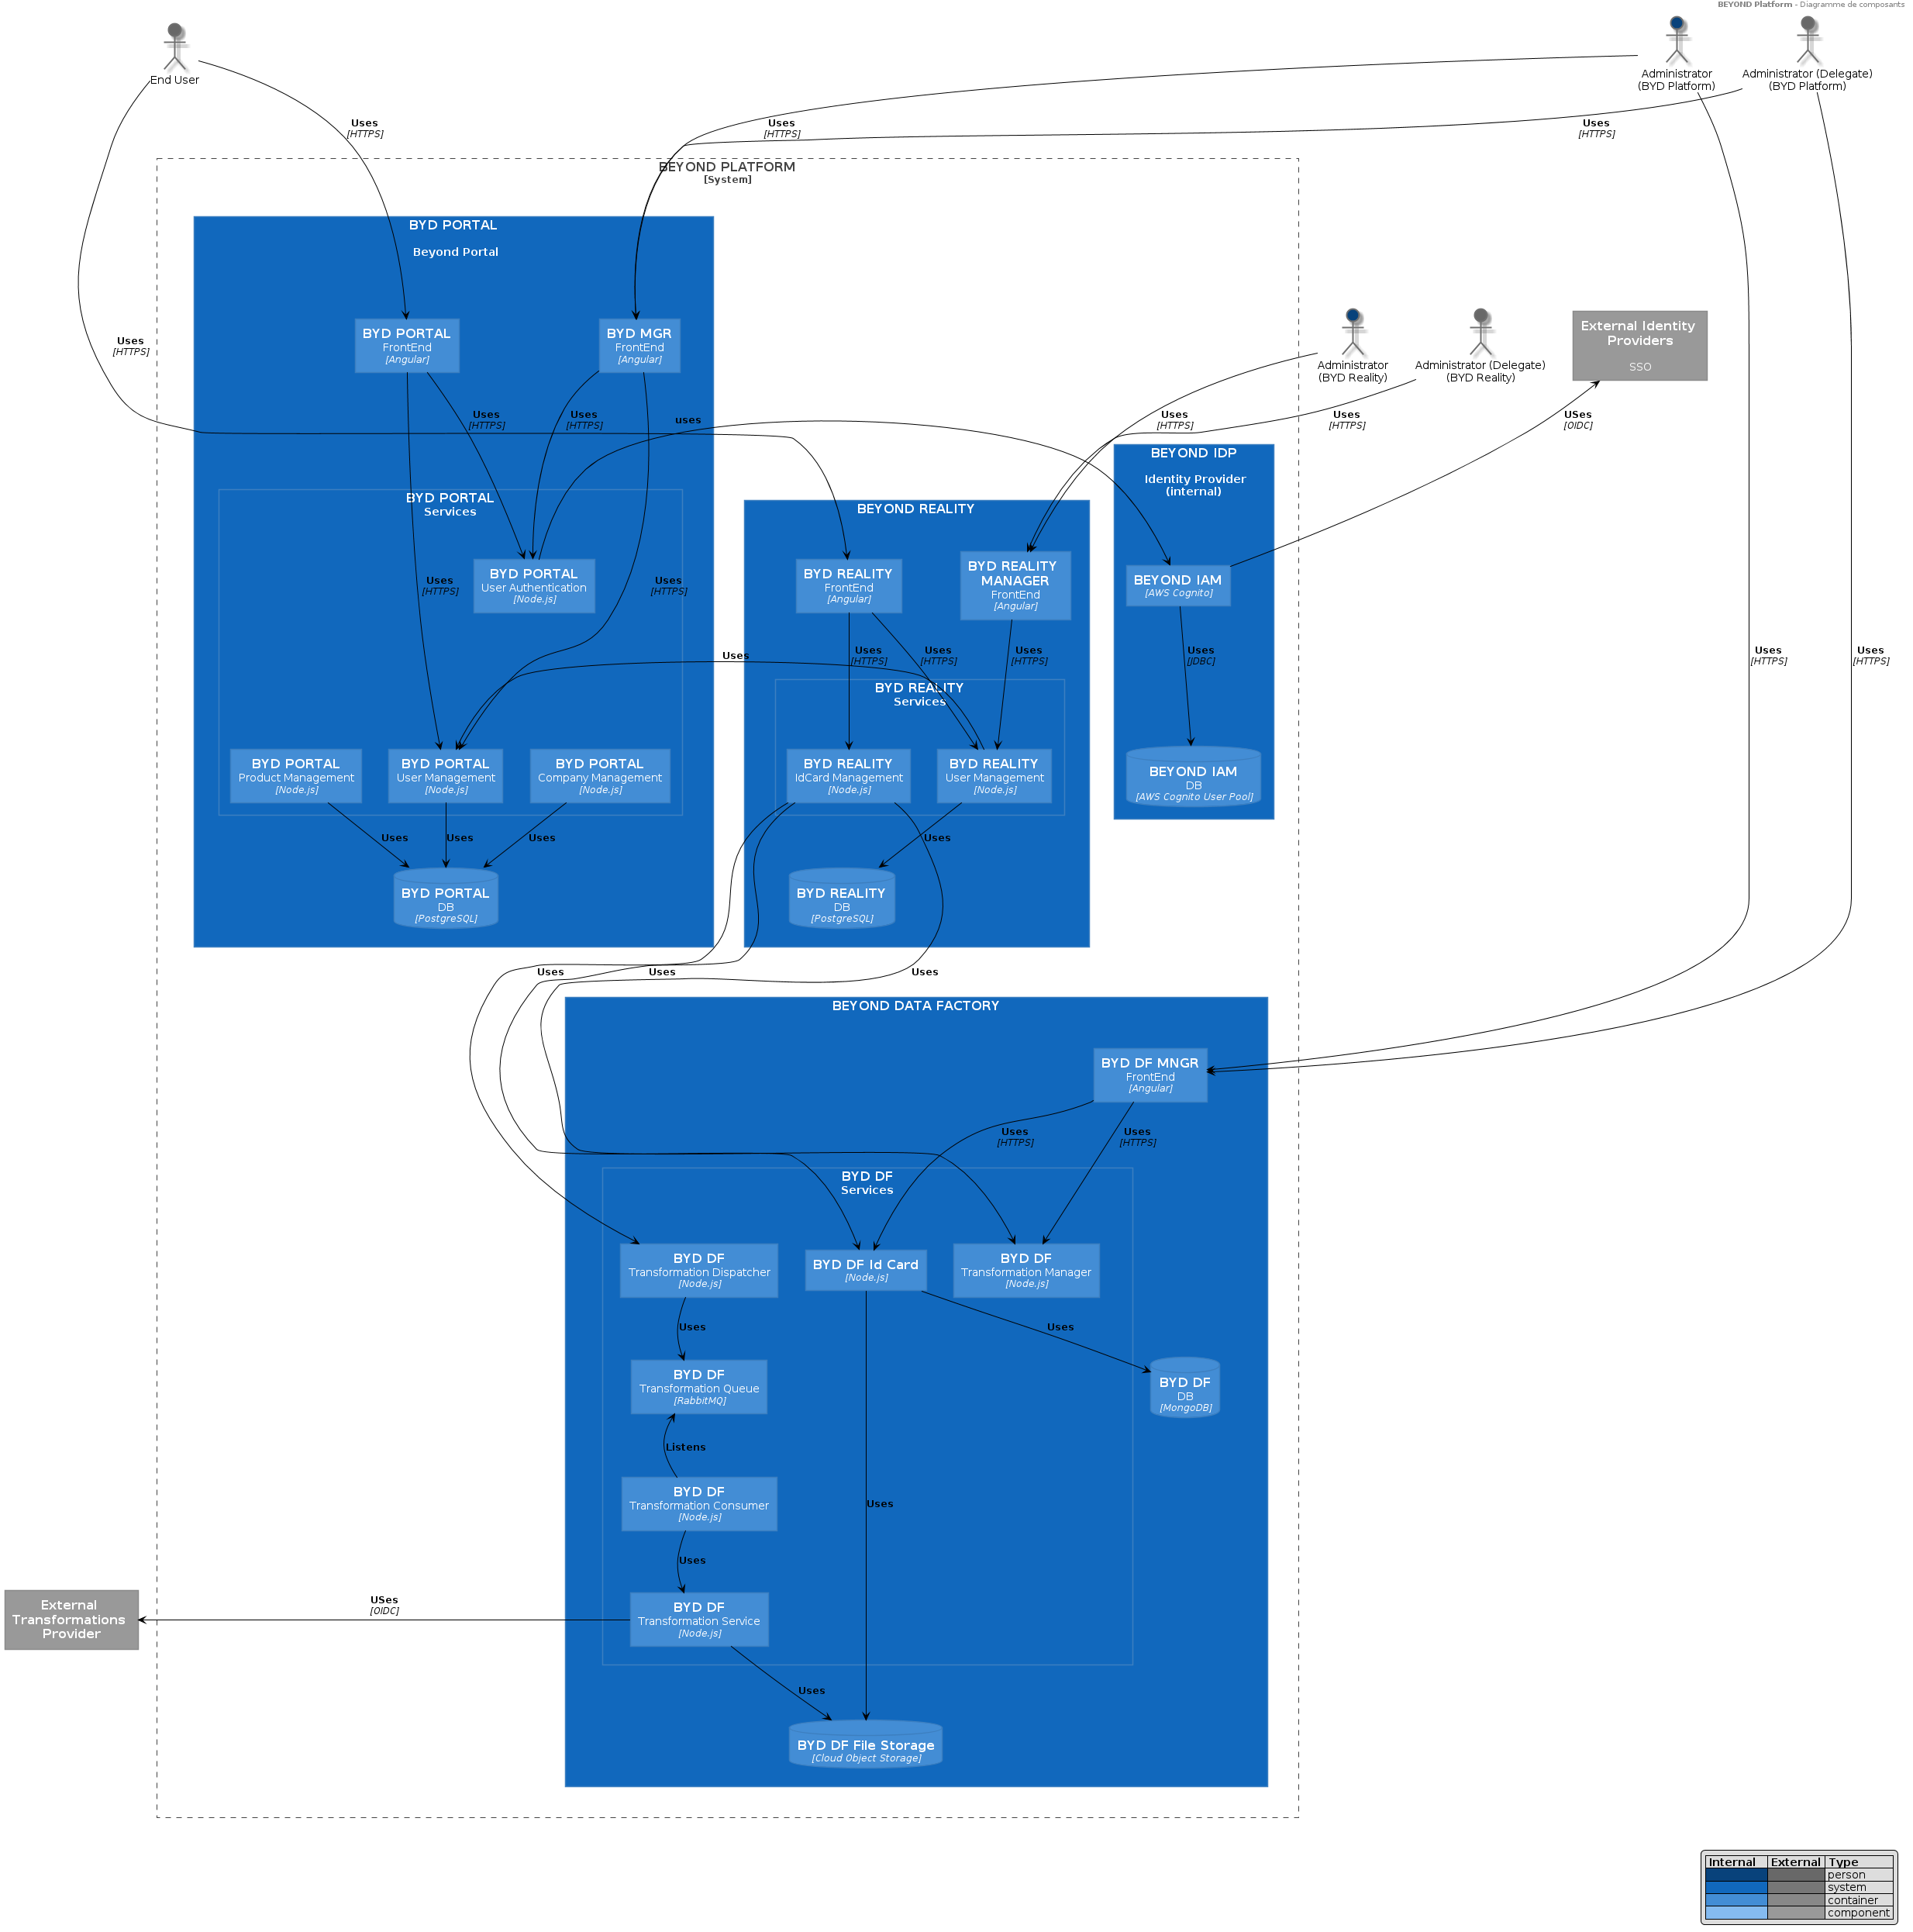 BEYOND Platform - Diagramme de composants
End User
Administrator
(BYD Platform)
Administrator (Delegate)
(BYD Platform)
Uses
[HTTPS]
Uses
[HTTPS]
Uses
[HTTPS]
BEYOND PLATFORM
[System]
BYD PORTAL
Beyond Portal
BYD PORTAL
FrontEnd
[Angular]
BYD MGR
FrontEnd
[Angular]
Uses
[HTTPS]
Administrator
(BYD Reality)
Administrator (Delegate)
(BYD Reality)
External Identity
Providers
SSO
Uses
[HTTPS]
Uses
[HTTPS]
uses
Uses
[HTTPS]
Uses
[HTTPS]
USes
[OIDC]
BEYOND IDP
Identity Provider
(internal)
BYD PORTAL
Services
BEYOND REALITY
BYD PORTAL
User Authentication
[Node.js]
Uses
[HTTPS]
Uses
[HTTPS]
BYD REALITY
FrontEnd
[Angular]
BYD REALITY
MANAGER
FrontEnd
[Angular]
BEYOND IAM
[AWS Cognito]
Uses
Uses
[HTTPS]
Uses
[HTTPS]
Uses
[HTTPS]
Uses
[JDBC]
Uses
[HTTPS]
Uses
[HTTPS]
BYD REALITY
Services
BYD PORTAL
Product Management
[Node.js]
BYD PORTAL
User Management
[Node.js]
BYD PORTAL
Company Management
[Node.js]
BYD REALITY
IdCard Management
[Node.js]
BYD REALITY
User Management
[Node.js]
BEYOND IAM
DB
[AWS Cognito User Pool]
Uses
Uses
Uses
Uses
BYD PORTAL
DB
[PostgreSQL]
BYD REALITY
DB
[PostgreSQL]
Uses
Uses
Uses
BEYOND DATA FACTORY
BYD DF MNGR
FrontEnd
[Angular]
Uses
[HTTPS]
Uses
[HTTPS]
BYD DF
Services
BYD DF
Transformation Dispatcher
[Node.js]
BYD DF Id Card
[Node.js]
BYD DF
Transformation Manager
[Node.js]
Uses
Uses
BYD DF
Transformation Queue
[RabbitMQ]
BYD DF
DB
[MongoDB]
Listens
BYD DF
Transformation Consumer
[Node.js]
Uses
Uses
External
Transformations
Provider
USes
[OIDC]
BYD DF
Transformation Service
[Node.js]
Uses
BYD DF File Storage
[Cloud Object Storage]
Internal External Type
person
system
container
component